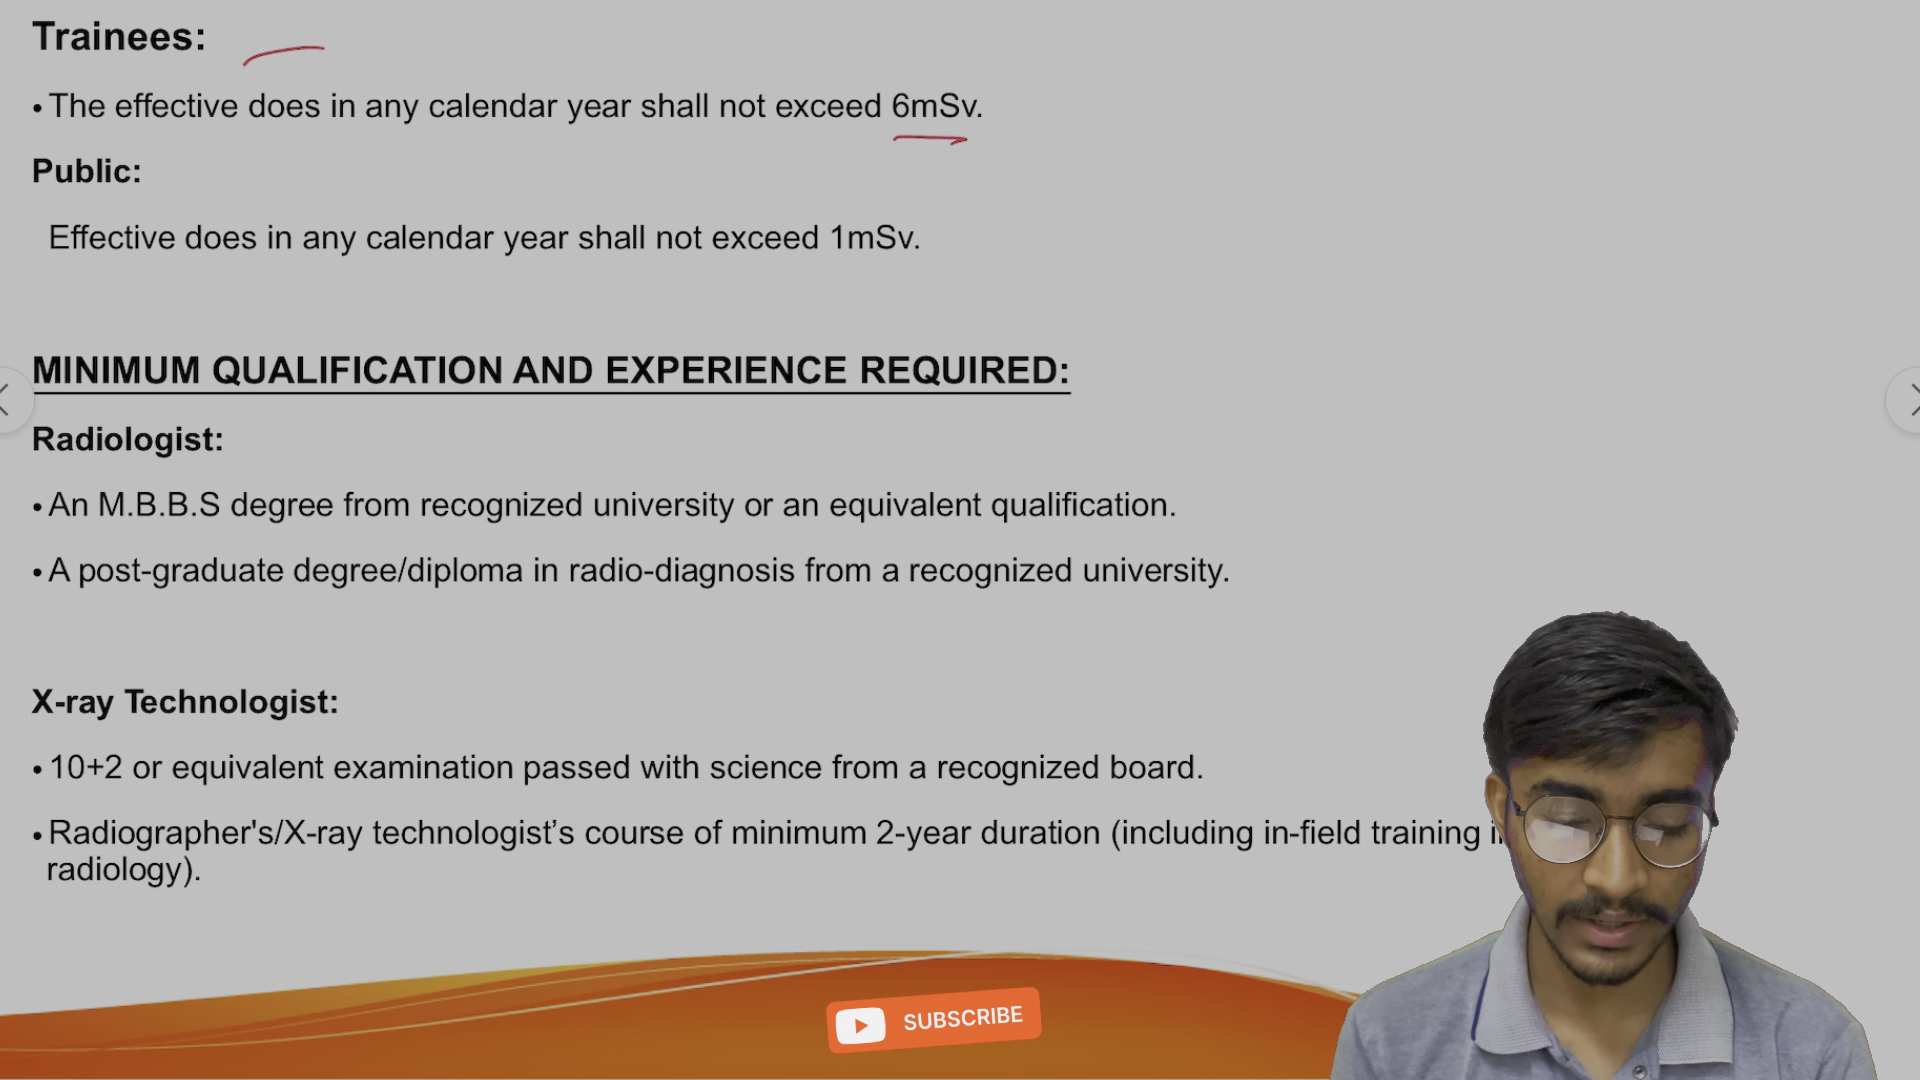 Trainees:
• The effective does in any calendar year shall not exceed 6mSv.
Public:
Effective does in any calendar year shall not exceed 1mSv.
MINIMUM QUALIFICATION AND EXPERIENCE REQUIRED:
Radiologist:
• An M.B.B.S degree from recognized university or an equivalent qualification.
• A post-graduate degree/diploma in radio-diagnosis from a recognized university.
X-ray Technologist:
• 10+2 or equivalent examination passed with science from a recognized board.
• Radiographer's/X-ray technologist’s course of minimum 2-year duration (including in-field training
radiology).
SUBSCRIBE